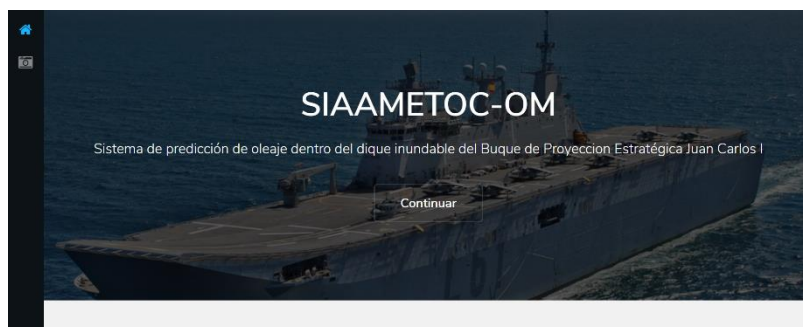 SIAAMETOC-OM
Sistema de predicción de oleaje dentro del dique inundable del Buque de Proyeccion Estratégica Juan Carlos I
Continuar
L61